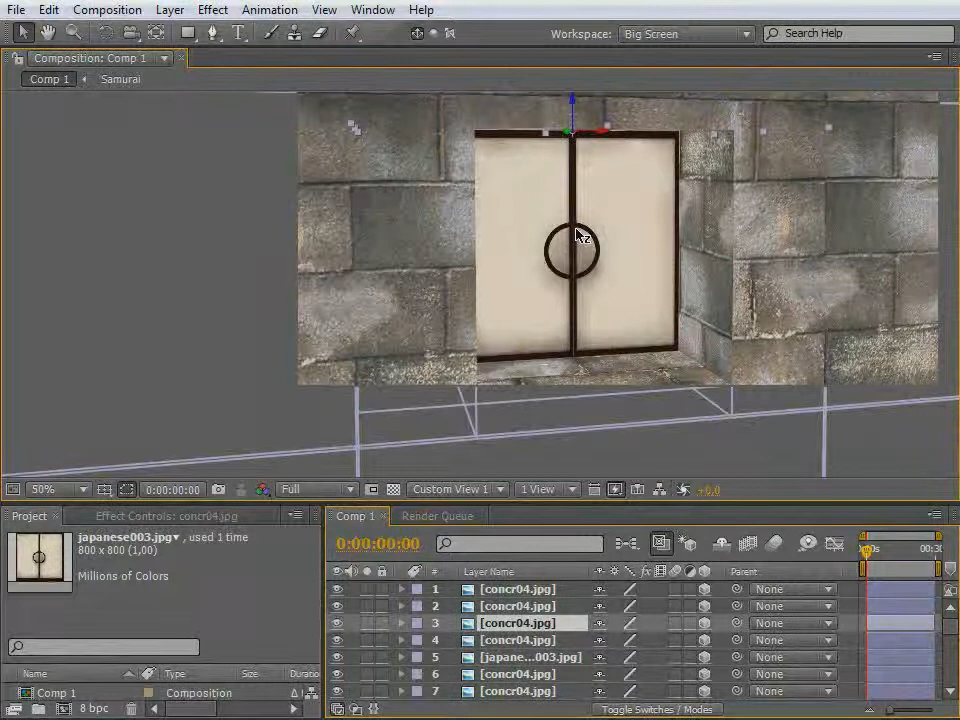 File Edit Composition Layer Effect Animation View Window Help
Workspace: Big Screen Search Help
Composition: Comp 1
Comp 1 Samurai
50% 0:00:00:00 Full Custom View 1 1 View +0,0
Project Effect Controls: concr04.jpg
Comp 1 Render Queue
japanese003.jpg , used 1 time
800 x 800 (1,00)
Millions of Colors
0:00:00:00 00:30
# Layer Name Parent
1 [concr04.jpg] None
2 [concr04.jpg] None
3 [concr04.jpg] None
4 [concr04.jpg] None
5 [japane...003.jpg] None
6 [concr04.jpg] None
7 [concr04.jpg] None
Name Type Size Duratio
Comp 1 Composition
8 bpc
Toggle Switches / Modes